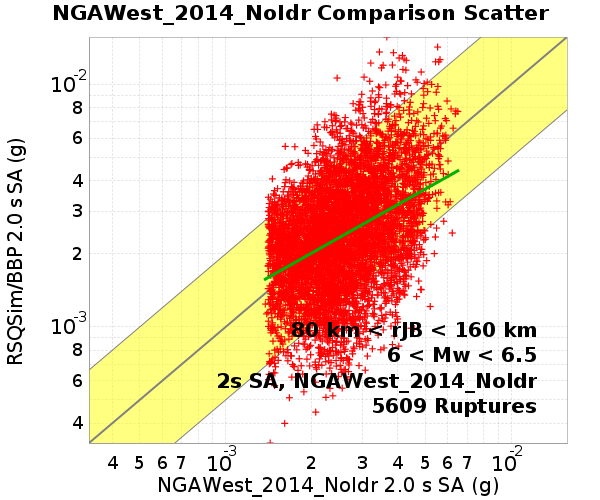 NGAWest_2014_NoIdr Comparison Scatter
RSQSim/BBP 2.0 s SA (g)
10-2
8
6
4
3
2
10-3
8
6
4
80 km < rJB < 160 km
6 < Mw < 6.5
2s SA, NGAWest_2014_NoIdr
5609 Ruptures
4 5 6 7 10-3 2 3 4 5 6 7 10-2
NGAWest_2014_NoIdr 2.0 s SA (g)